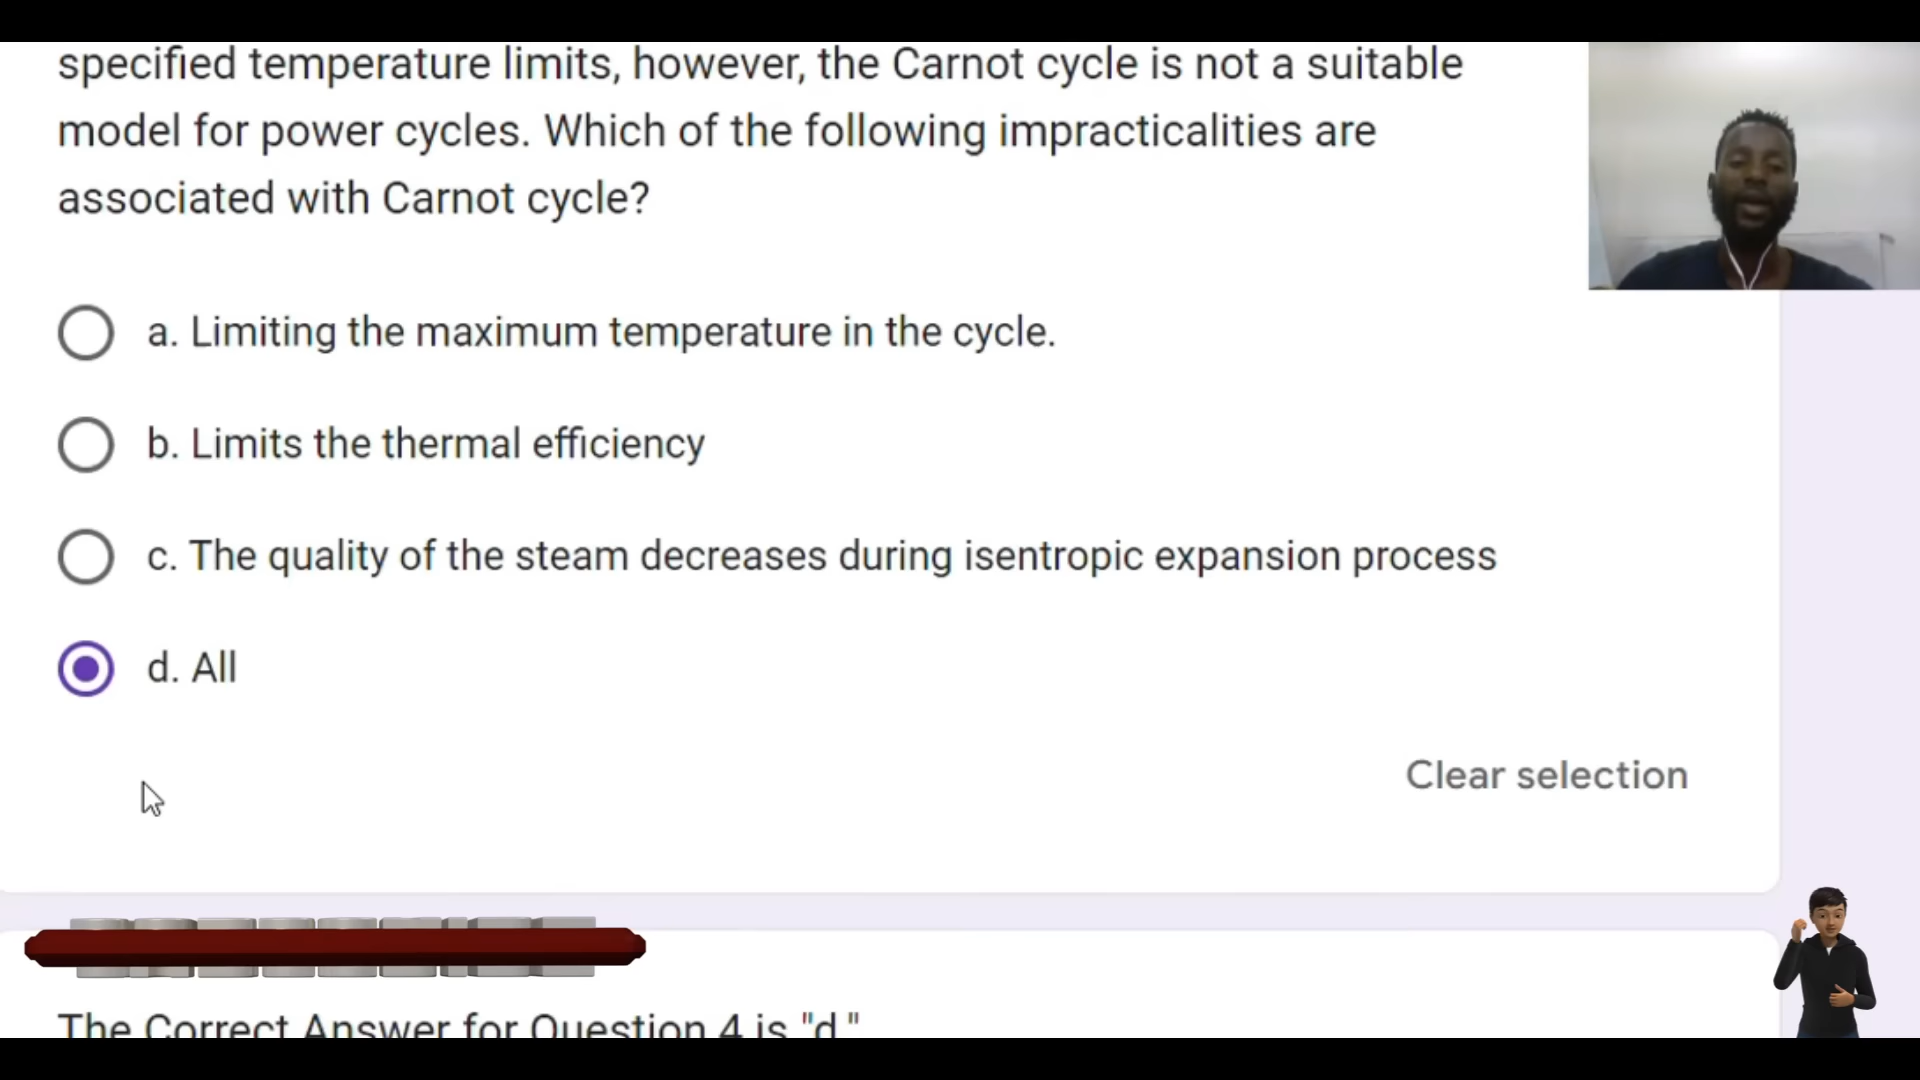 specified temperature limits, however, the Carnot cycle is not a suitable
model for power cycles. Which of the following impracticalities are
associated with Carnot cycle?
a. Limiting the maximum temperature in the cycle.
b. Limits the thermal efficiency
c. The quality of the steam decreases during isentropic expansion process
d. All
Clear selection
The Correct Answer for Question 4 is "d."